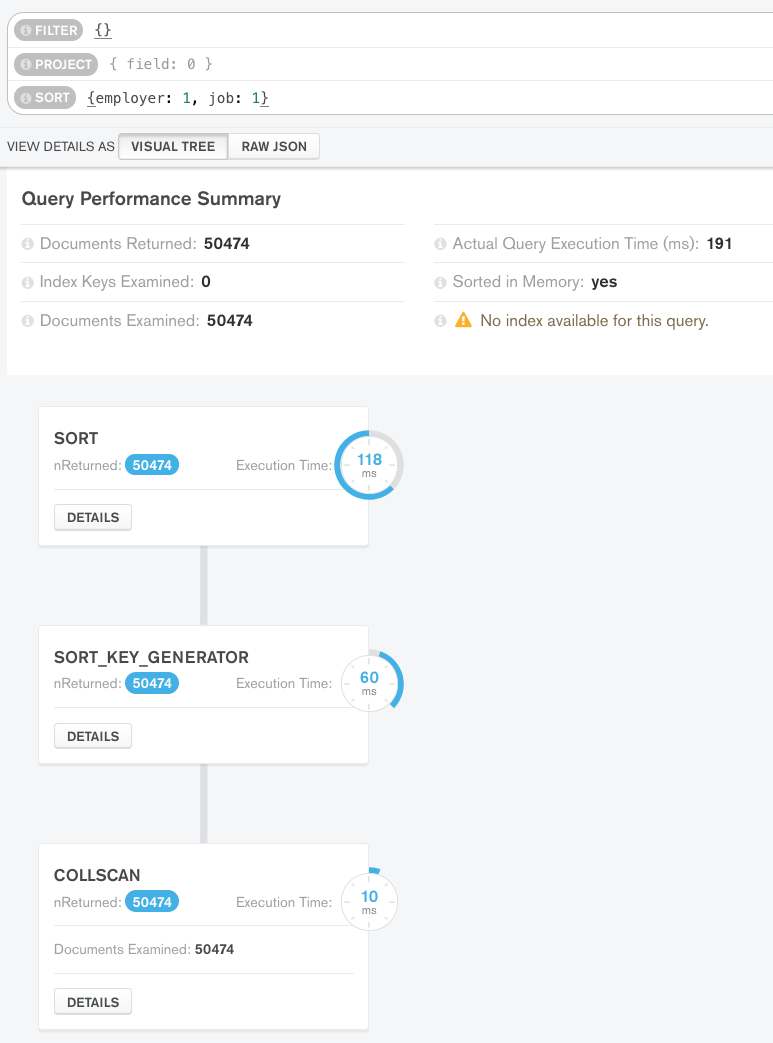 FILTER {}
PROJECT { field: 0 }
SORT {employer: 1, job: 1}
VIEW DETAILS AS VISUAL TREE RAW JSON
Query Performance Summary
Documents Returned: 50474 Actual Query Execution Time (ms): 191
Index Keys Examined: 0 Sorted in Memory: yes
Documents Examined: 50474 No index available for this query.
SORT
nReturned: 50474 Execution Time: 118 ms
DETAILS
SORT_KEY_GENERATOR
nReturned: 50474 Execution Time: 60 ms
DETAILS
COLLSCAN
nReturned: 50474 Execution Time: 10 ms
Documents Examined: 50474
DETAILS